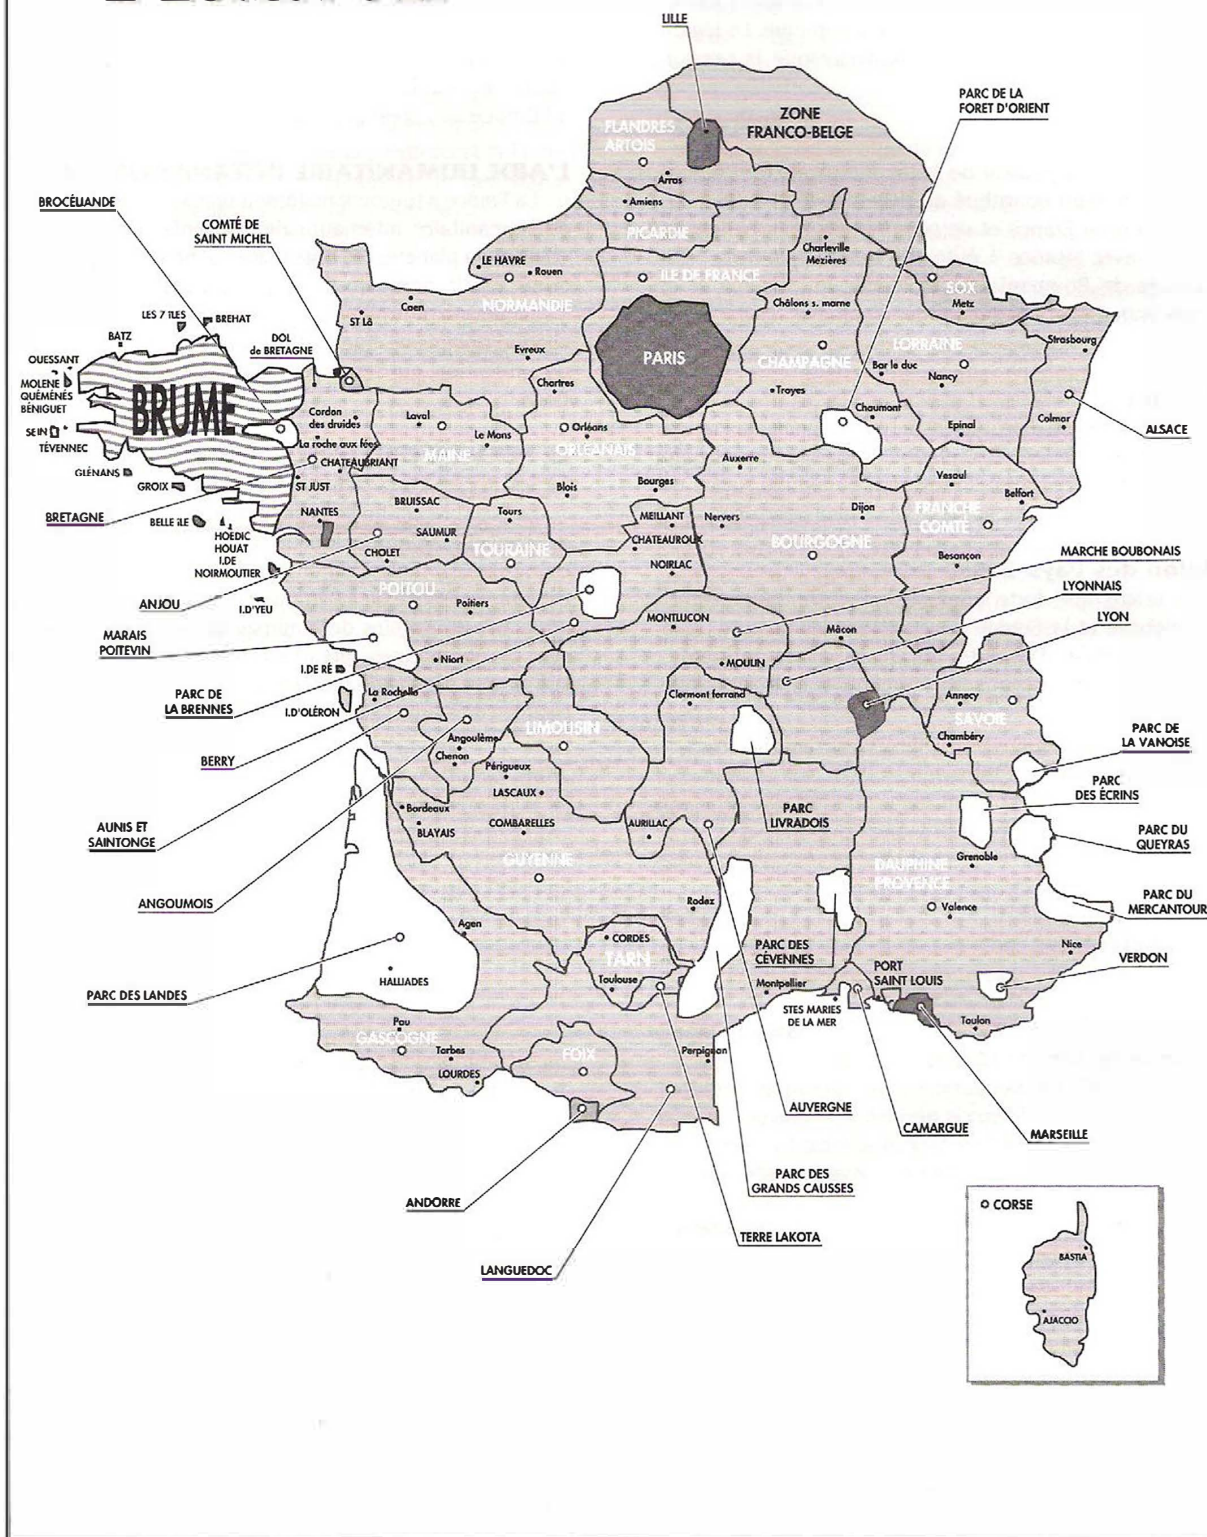 LILLE
PARC DE LA
FORET D'ORIENT
ZONE
FRANCO-BELGE
FLANDRES
ARTOIS
Arras
BROCÉLIANDE
COMTÉ DE
SAINT MICHEL
Amiens
PICARDIE
Charleville
Mezières
LE HAVRE
Rouen
ILE DE FRANCE
SOX
Metz
NORMANDIE
Caen
ST Lô
Châlons s. marne
LES 7 ILES
BREHAT
BATZ
DOL
de BRETAGNE
OUESSANT
MOLENE
QUÉMÉNÈS
BÉNIGUET
SEIN
TÉVENNEC
BRUME
Evreux
PARIS
CHAMPAGNE
LORRAINE
Strasbourg
Bar le duc
Nancy
Chartres
Troyes
Chaumont
Colmar
ALSACE
Cordon
des druides
Laval
Le Mans
MAINE
Orléans
ORLEANAIS
Epinal
La roche aux fées
CHATEAUBRIANT
Auxerre
GLÉNANS
GROIX
ST JUST
Blois
Bourges
Vesoul
Belfort
BRETAGNE
BELLE ILE
NANTES
BRUISSAC
Tours
MEILLANT
Nervers
Dijon
FRANCHE
COMTÉ
HOËDIC
HOUAT
I.DE
NOIRMOUTIER
SAUMUR
CHOLET
TOURAINE
CHATEAUROUX
NOIRLAC
BOURGOGNE
Besançon
MARCHE BOUBONAIS
LYONNAIS
LYON
ANJOU
I.D'YEU
POITOU
Poitiers
MONTLUCON
Mâcon
MARAIS
POITEVIN
Niort
MOULIN
I.DE RÉ
La Rochelle
Clermont ferrand
Annecy
SAVOIE
Chambéry
PARC DE
LA BRENNES
I.D'OLÉRON
LIMOUSIN
Angoulême
Chenon
PARC DE
LA VANOISE
BERRY
Périgueux
LASCAUX
PARC
DES ÉCRINS
Bordeaux
BLAYAIS
COMBARELLES
AURILLAC
PARC
LIVRADOIS
AUNIS ET
SAINTONGE
PARC DU
QUEYRAS
GUYENNE
Grenoble
DAUPHINE
PROVENCE
Valence
ANGOUMOIS
Rodez
PARC DU
MERCANTOUR
Agen
CORDES
TARN
PARC DES
CÉVENNES
Nice
VERDON
HALLIADES
Toulouse
Montpellier
PORT
SAINT LOUIS
PARC DES LANDES
STES MARIES
DE LA MER
Toulon
Pau
GASCOGNE
Tarbes
LOURDES
FOIX
Perpignan
AUVERGNE
CAMARGUE
MARSEILLE
PARC DES
GRANDS CAUSSES
ANDORRE
TERRE LAKOTA
LANGUEDOC
CORSE
BASTIA
AJACCIO